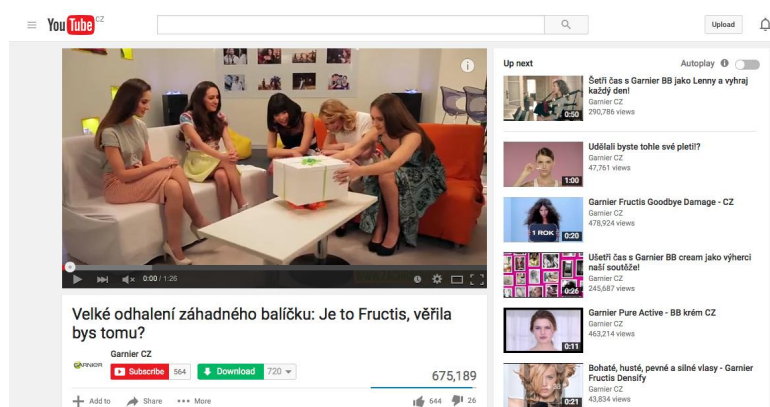 YouTube CZ
Upload
0:00 / 1:26
Velké odhalení záhadného balíčku: Je to Fructis, věřila
bys tomu?
GARNIER
Garnier CZ
Subscribe 564
Download 720
675,189
Add to
Share
More
644
26
Up next
Autoplay
0:50
Šetři čas s Garnier BB jako Lenny a vyhraj
každý den!
Garnier CZ
290,786 views
1:00
Udělali byste tohle své pleti!?
Garnier CZ
47,761 views
1 ROK
0:20
Garnier Fructis Goodbye Damage - CZ
Garnier CZ
478,924 views
0:26
Ušetři čas s Garnier BB cream jako výherci
naší soutěže!
Garnier CZ
245,687 views
0:11
Garnier Pure Active - BB krém CZ
Garnier CZ
463,214 views
0:21
Bohaté, husté, pevné a silné vlasy - Garnier
Fructis Densify
Garnier CZ
43,834 views